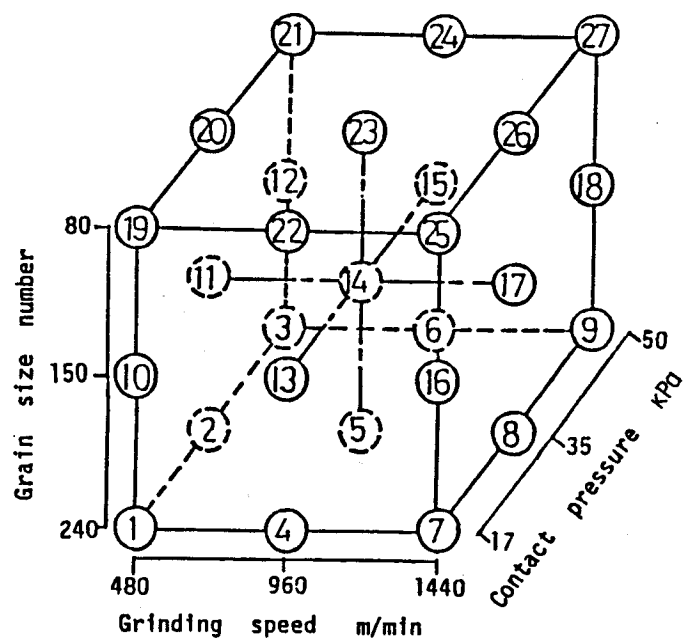 21 24 27
20 23 26
12 15 18
80 19 22 25
11 14 17
3 6 9
50
150 10 13 16
2 5 8
35
240 1 4 7
17
480 960 1440
Grain size number
Grinding speed m/min
Contact pressure KPa